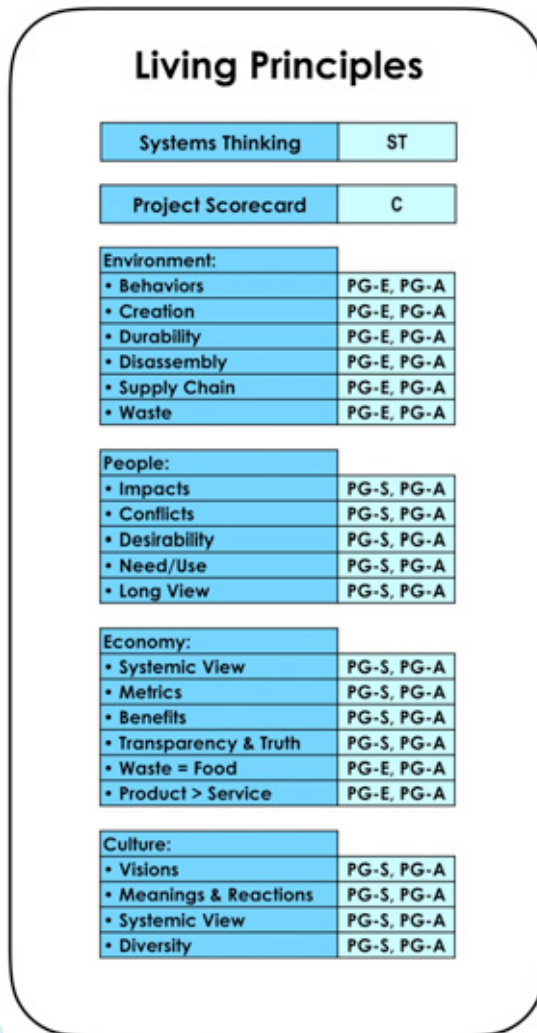 Living Principles
Systems Thinking ST
Project Scorecard C
Environment:
• Behaviors PG-E, PG-A
• Creation PG-E, PG-A
• Durability PG-E, PG-A
• Disassembly PG-E, PG-A
• Supply Chain PG-E, PG-A
• Waste PG-E, PG-A
People:
• Impacts PG-S, PG-A
• Conflicts PG-S, PG-A
• Desirability PG-S, PG-A
• Need/Use PG-S, PG-A
• Long View PG-S, PG-A
Economy:
• Systemic View PG-S, PG-A
• Metrics PG-S, PG-A
• Benefits PG-S, PG-A
• Transparency & Truth PG-S, PG-A
• Waste = Food PG-E, PG-A
• Product > Service PG-E, PG-A
Culture:
• Visions PG-S, PG-A
• Meanings & Reactions PG-S, PG-A
• Systemic View PG-S, PG-A
• Diversity PG-S, PG-A